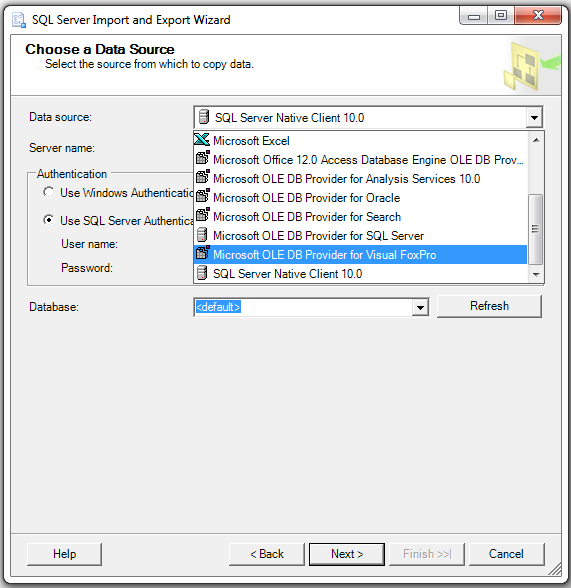 SQL Server Import and Export Wizard
Choose a Data Source
Select the source from which to copy data.
Data source:
SQL Server Native Client 10.0
Microsoft Excel
Server name:
Microsoft Office 12.0 Access Database Engine OLE DB Prov...
Authentication
Microsoft OLE DB Provider for Analysis Services 10.0
Use Windows Authenticatio
Microsoft OLE DB Provider for Oracle
Use SQL Server Authentica
Microsoft OLE DB Provider for Search
User name:
Microsoft OLE DB Provider for SQL Server
Microsoft OLE DB Provider for Visual FoxPro
Password:
SQL Server Native Client 10.0
Database:
<default>
Refresh
Help
< Back
Next >
Finish >>|
Cancel